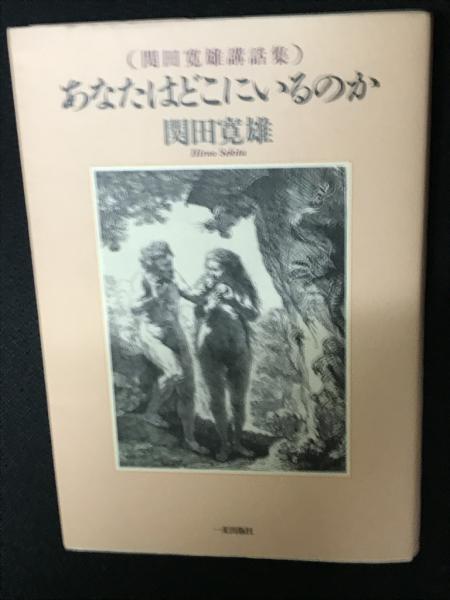 (関田寛雄講話集)
あなたはどこにいるのか
関田寛雄
Hiroo Sekita
一麦出版社